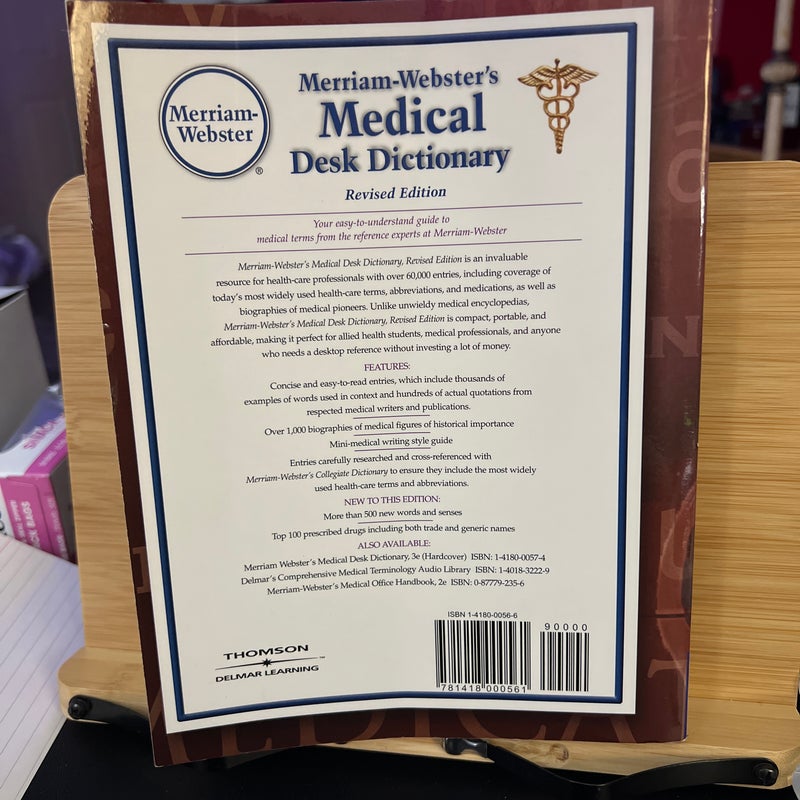 Merriam-
Webster
®
Merriam-Webster's
Medical
Desk Dictionary
Revised Edition
Your easy-to-understand guide to
medical terms from the reference experts at Merriam-Webster
Merriam-Webster's Medical Desk Dictionary, Revised Edition is an invaluable
resource for health-care professionals with over 60,000 entries, including coverage of
today's most widely used health-care terms, abbreviations, and medications, as well as
biographies of medical pioneers. Unlike unwieldy medical encyclopedias,
Merriam-Webster's Medical Desk Dictionary, Revised Edition is compact, portable, and
affordable, making it perfect for allied health students, medical professionals, and anyone
who needs a desktop reference without investing a lot of money.
FEATURES:
Concise and easy-to-read entries, which include thousands of
examples of words used in context and hundreds of actual quotations from
respected medical writers and publications.
Over 1,000 biographies of medical figures of historical importance
Mini-medical writing style guide
Entries carefully researched and cross-referenced with
Merriam-Webster's Collegiate Dictionary to ensure they include the most widely
used health-care terms and abbreviations.
NEW TO THIS EDITION:
More than 500 new words and senses
Top 100 prescribed drugs including both trade and generic names
ALSO AVAILABLE:
Merriam Webster's Medical Desk Dictionary, 3e (Hardcover) ISBN: 1-4180-0057-4
Delmar's Comprehensive Medical Terminology Audio Library ISBN: 1-4018-3222-9
Merriam-Webster's Medical Office Handbook, 2e ISBN: 0-87779-235-6
THOMSON™
DELMAR LEARNING
ISBN 1-4180-0056-6
90000
781418 000561